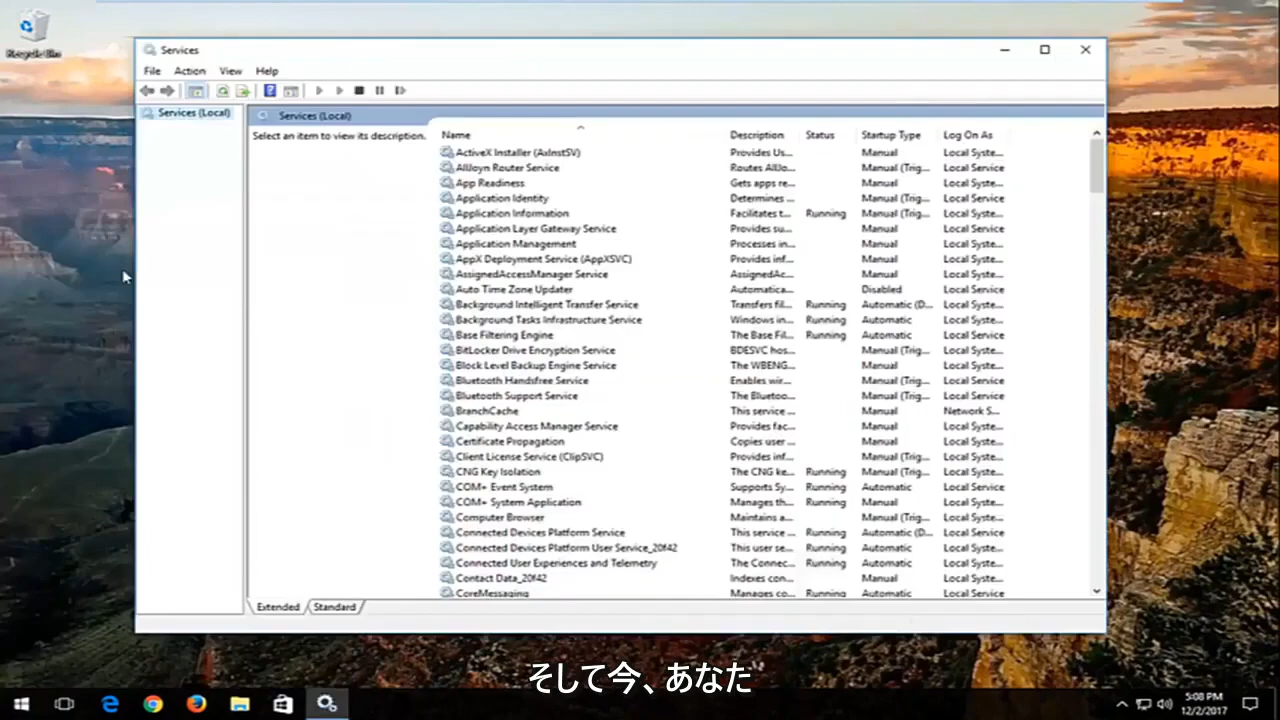 Recycle Bin
Services
File Action View Help
Services (Local)
Services (Local)
Select an item to view its description.
Name Description Status Startup Type Log On As
ActiveX Installer (AxInstSV) Provides Us... Manual Local Syste...
AllJoyn Router Service Routes AllJo... Manual (Trig... Local Service
App Readiness Gets apps re... Manual Local Syste...
Application Identity Determines ... Manual (Trig... Local Service
Application Information Facilitates t... Running Manual (Trig... Local Syste...
Application Layer Gateway Service Provides su... Manual Local Service
Application Management Processes in... Manual Local Syste...
AppX Deployment Service (AppXSVC) Provides inf... Manual Local Syste...
AssignedAccessManager Service AssignedAc... Manual Local Syste...
Auto Time Zone Updater Automatica... Disabled Local Service
Background Intelligent Transfer Service Transfers fil... Running Automatic (D... Local Syste...
Background Tasks Infrastructure Service Windows in... Running Automatic Local Syste...
Base Filtering Engine The Base Fil... Running Automatic Local Service
BitLocker Drive Encryption Service BDESVC hos... Manual (Trig... Local Syste...
Block Level Backup Engine Service The WBENG... Manual Local Syste...
Bluetooth Handsfree Service Enables wir... Manual (Trig... Local Service
Bluetooth Support Service The Bluetoo... Manual (Trig... Local Service
BranchCache This service ... Manual Network S...
Capability Access Manager Service Provides fac... Manual Local Syste...
Certificate Propagation Copies user ... Manual Local Syste...
Client License Service (ClipSVC) Provides inf... Manual (Trig... Local Syste...
CNG Key Isolation The CNG ke... Running Manual (Trig... Local Syste...
COM+ Event System Supports Sy... Running Automatic Local Service
COM+ System Application Manages th... Running Manual Local Syste...
Computer Browser Maintains a... Manual (Trig... Local Syste...
Connected Devices Platform Service This service ... Running Automatic (D... Local Service
Connected Devices Platform User Service_20f42 This user se... Running Automatic Local Syste...
Connected User Experiences and Telemetry The Connec... Running Automatic Local Syste...
Contact Data_20f42 Indexes con... Manual Local Syste...
CoreMessaging Manages co... Running Automatic Local Service
Extended Standard
そして今、あなた
5:08 PM
12/2/2017